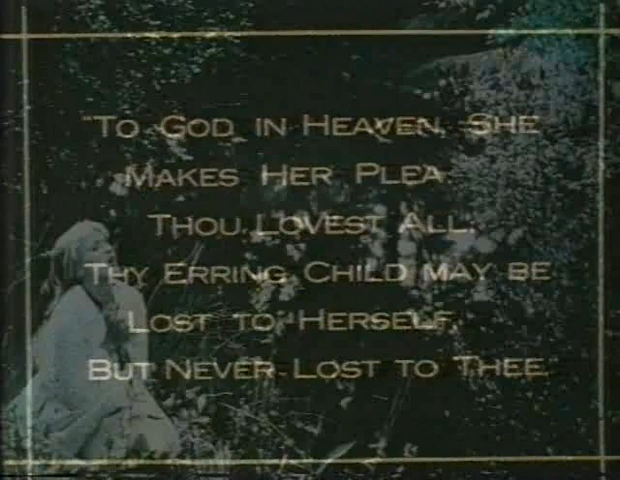 "To God in Heaven, She
Makes Her Plea:
Thou Lovest All.
Thy Erring Child may be
Lost to Herself,
But Never Lost to Thee